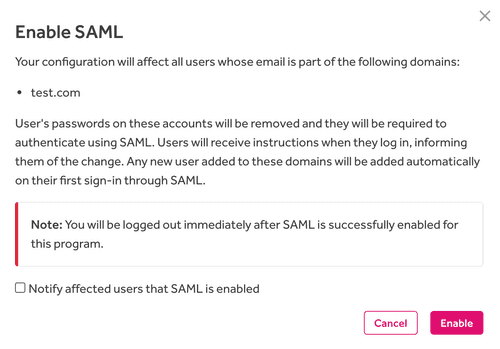 Enable SAML
Your configuration will affect all users whose email is part of the following domains:
• test.com
User's passwords on these accounts will be removed and they will be required to
authenticate using SAML. Users will receive instructions when they log in, informing
them of the change. Any new user added to these domains will be added automatically
on their first sign-in through SAML.
Note: You will be logged out immediately after SAML is successfully enabled for
this program.
Notify affected users that SAML is enabled
Cancel Enable